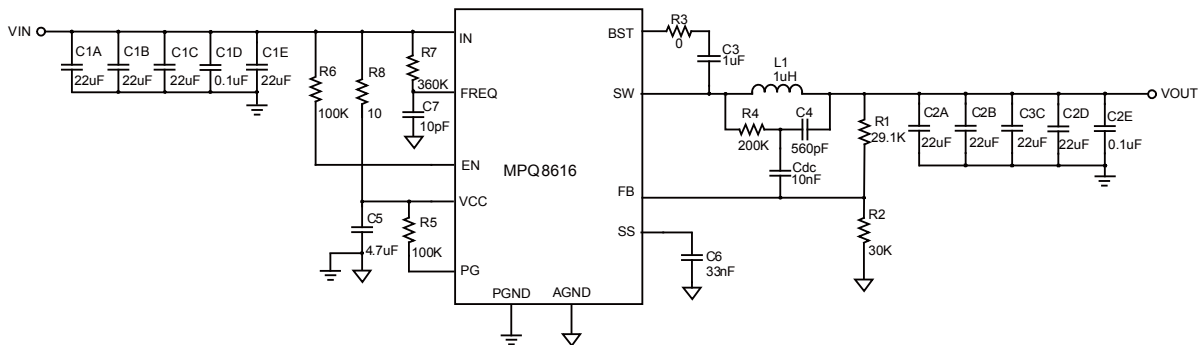 VIN
C1A
22uF
C1B
22uF
C1C
22uF
C1D
0.1uF
C1E
22uF
R6
100K
R8
10
R7
360K
C7
10pF
C5
4.7uF
R5
100K
IN
FREQ
EN
VCC
PG
MPQ8616
PGND
AGND
BST
SW
FB
SS
R3
0
C3
1uF
L1
1uH
R4
200K
C4
560pF
Cdc
10nF
R1
29.1K
R2
30K
C6
33nF
C2A
22uF
C2B
22uF
C3C
22uF
C2D
22uF
C2E
0.1uF
VOUT